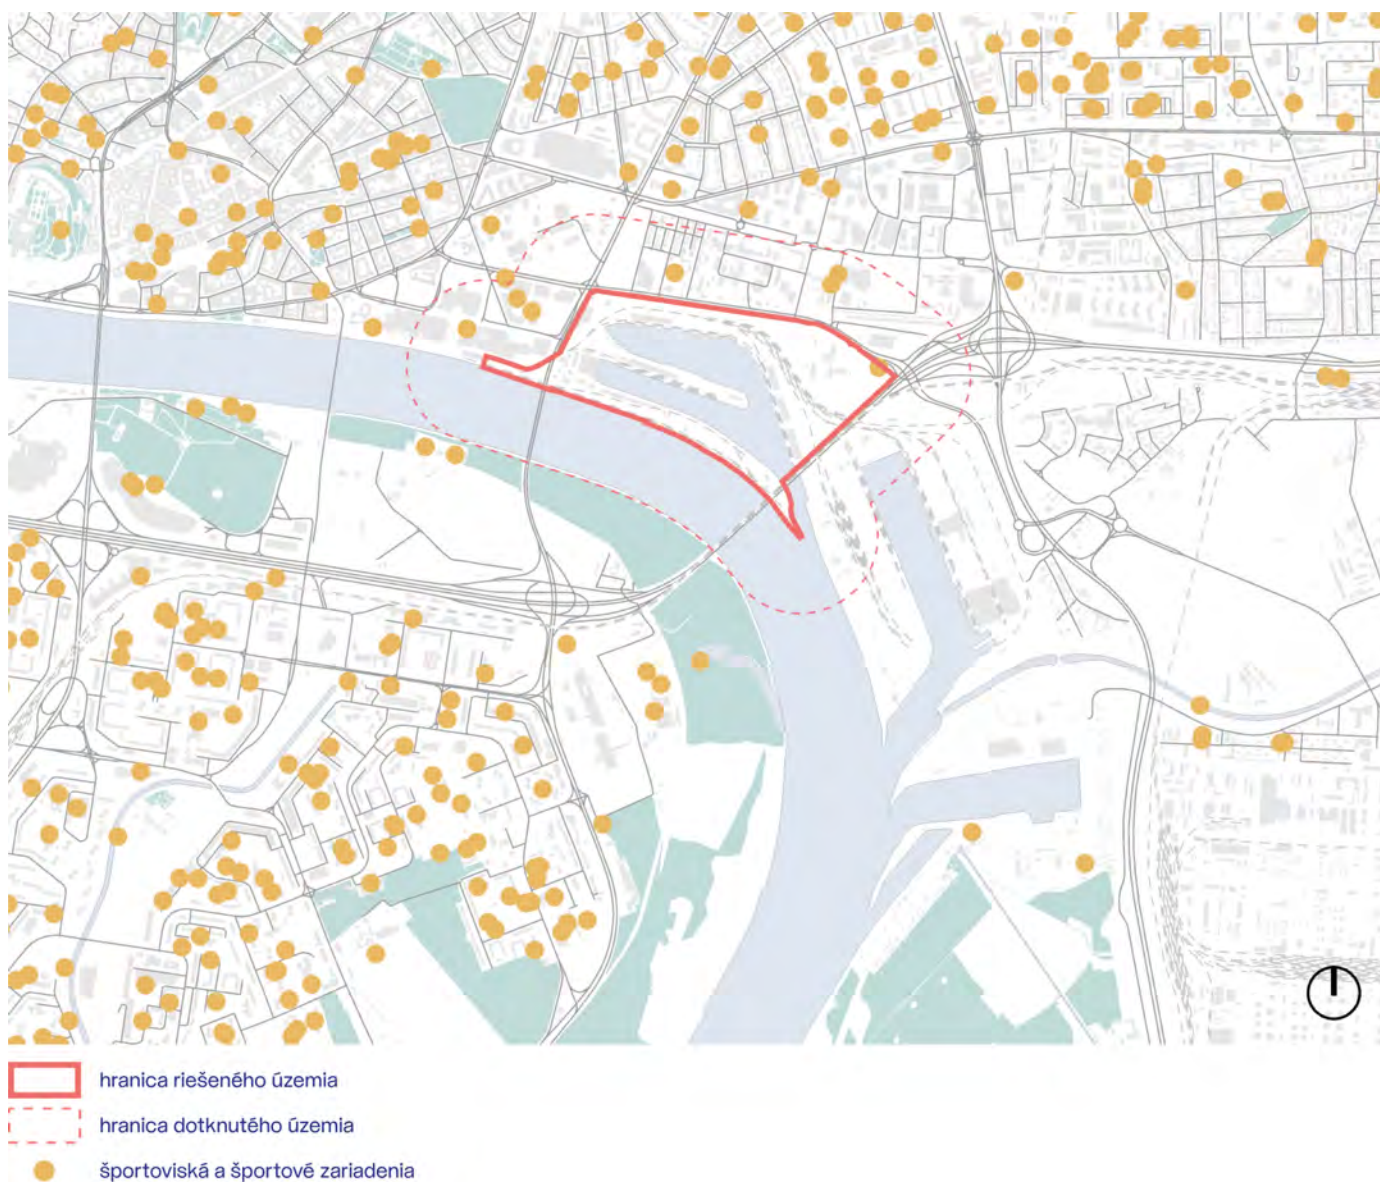 hranica riešeného územia
hranica dotknutého územia
športoviská a športové zariadenia